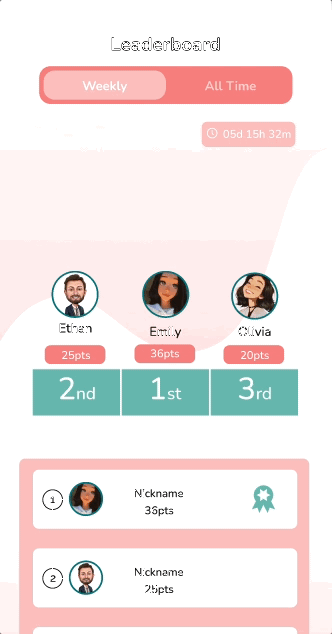 Leaderboard
Weekly All Time
05d 15h 32m
Ethan Emily Olivia
25pts 36pts 20pts
2nd 1st 3rd
1 Nickname
36pts
2 Nickname
25pts